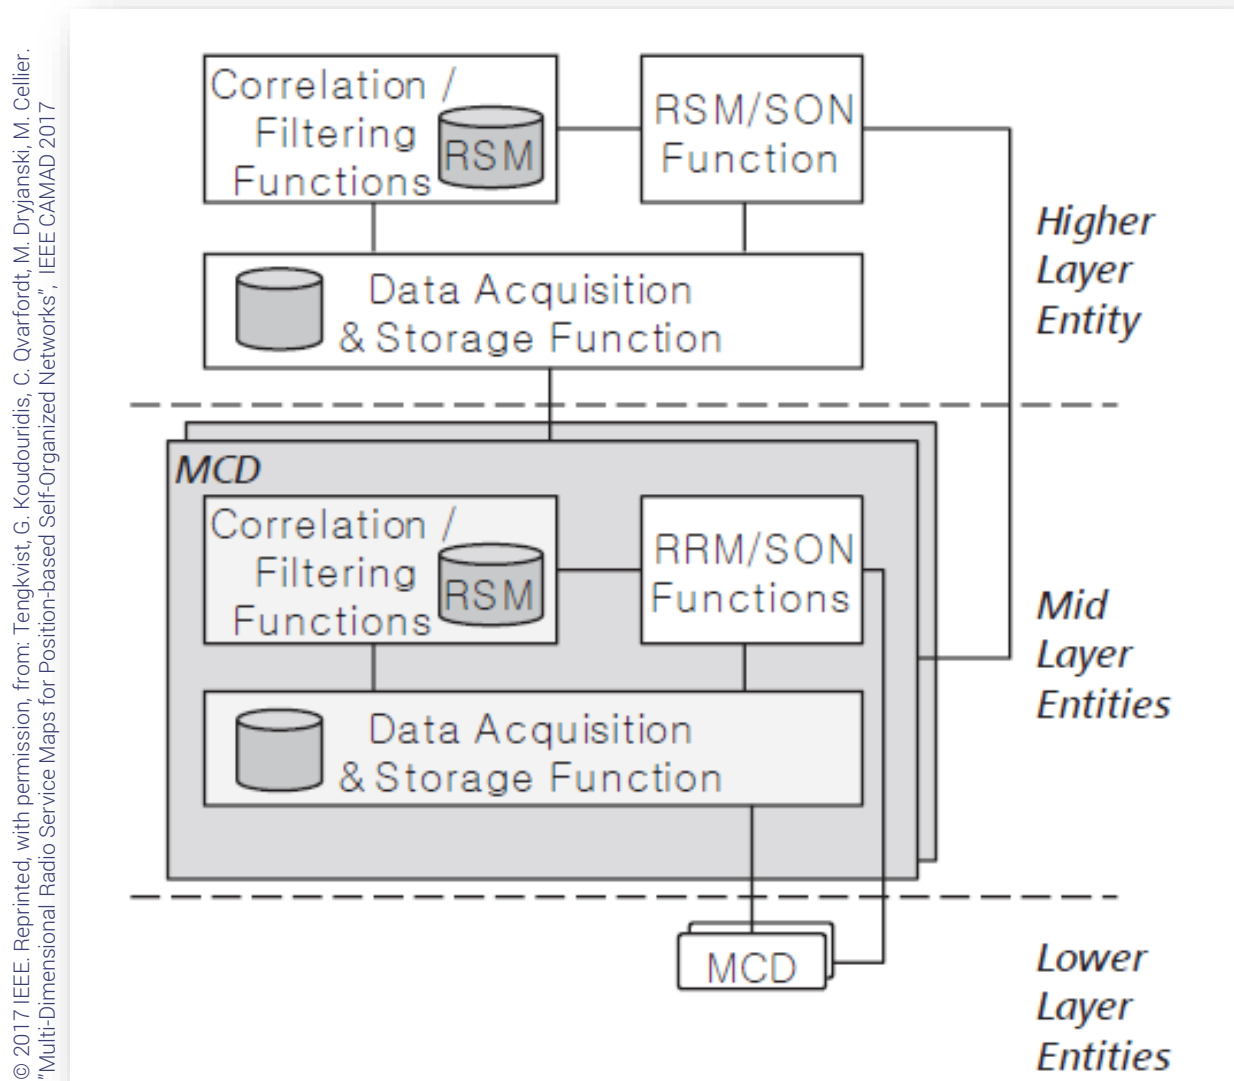 © 2017 IEEE. Reprinted, with permission, from: Tengkvist, G. Koudouridis, C. Qvarfordt, M. Dryjanski, M. Cellier.
"Multi-Dimensional Radio Service Maps for Position-based Self-Organized Networks", IEEE CAMAD 2017
Correlation /
Filtering
Functions
RSM
RSM/SON
Function
Data Acquisition
& Storage Function
Higher
Layer
Entity
MCD
Correlation /
Filtering
Functions
RSM
RRM/SON
Functions
Data Acquisition
& Storage Function
Mid
Layer
Entities
MCD
Lower
Layer
Entities